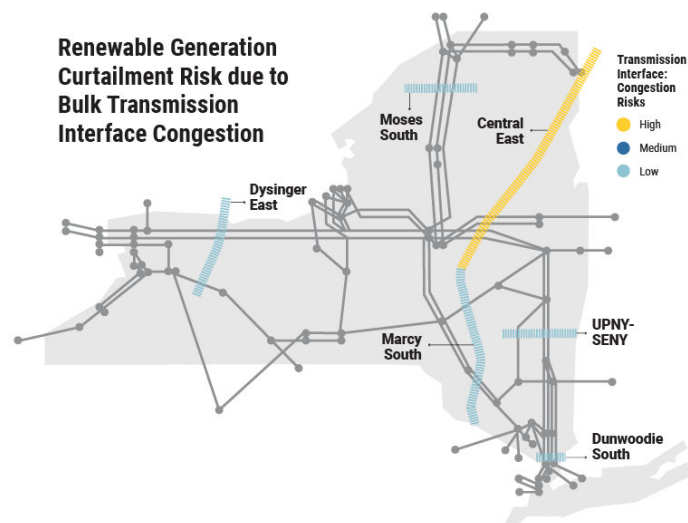 Renewable Generation
Curtailment Risk due to
Bulk Transmission
Interface Congestion
Transmission
Interface:
Congestion
Risks
High
Medium
Low
Moses
South
Central
East
Dysinger
East
Marcy
South
UPNY-
SENY
Dunwoodie
South